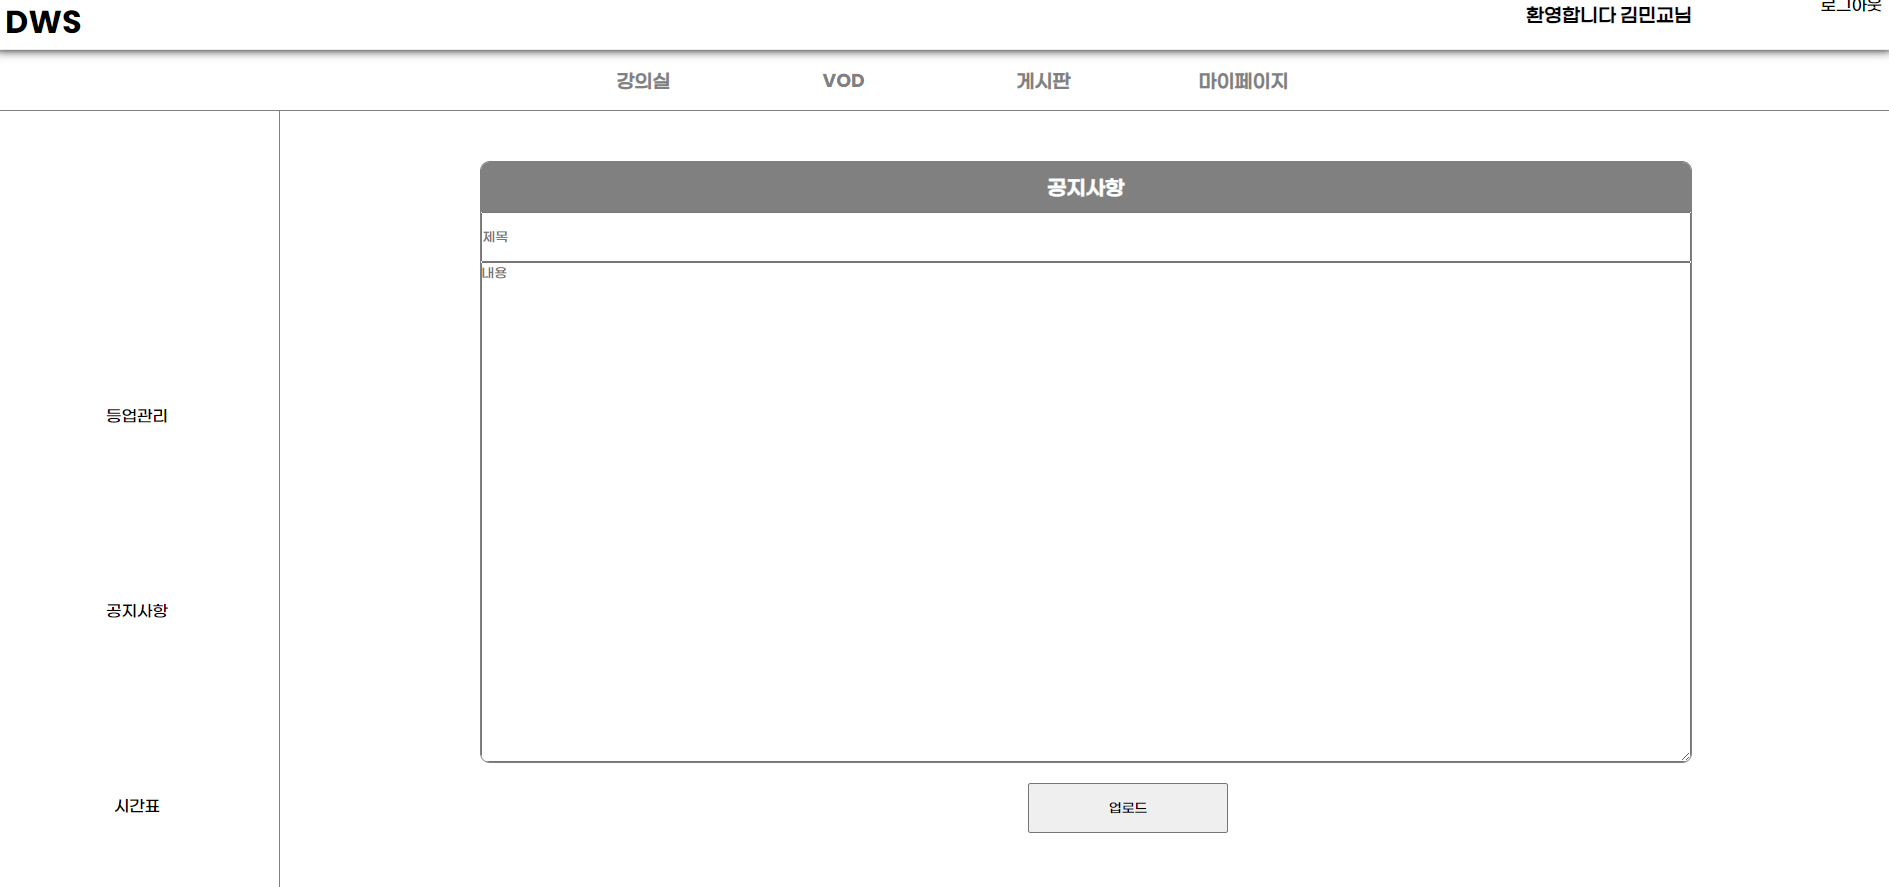 DWS
환영합니다 김민교님
로그아웃
강의실
VOD
게시판
마이페이지
공지사항
제목
내용
등업관리
공지사항
시간표
업로드